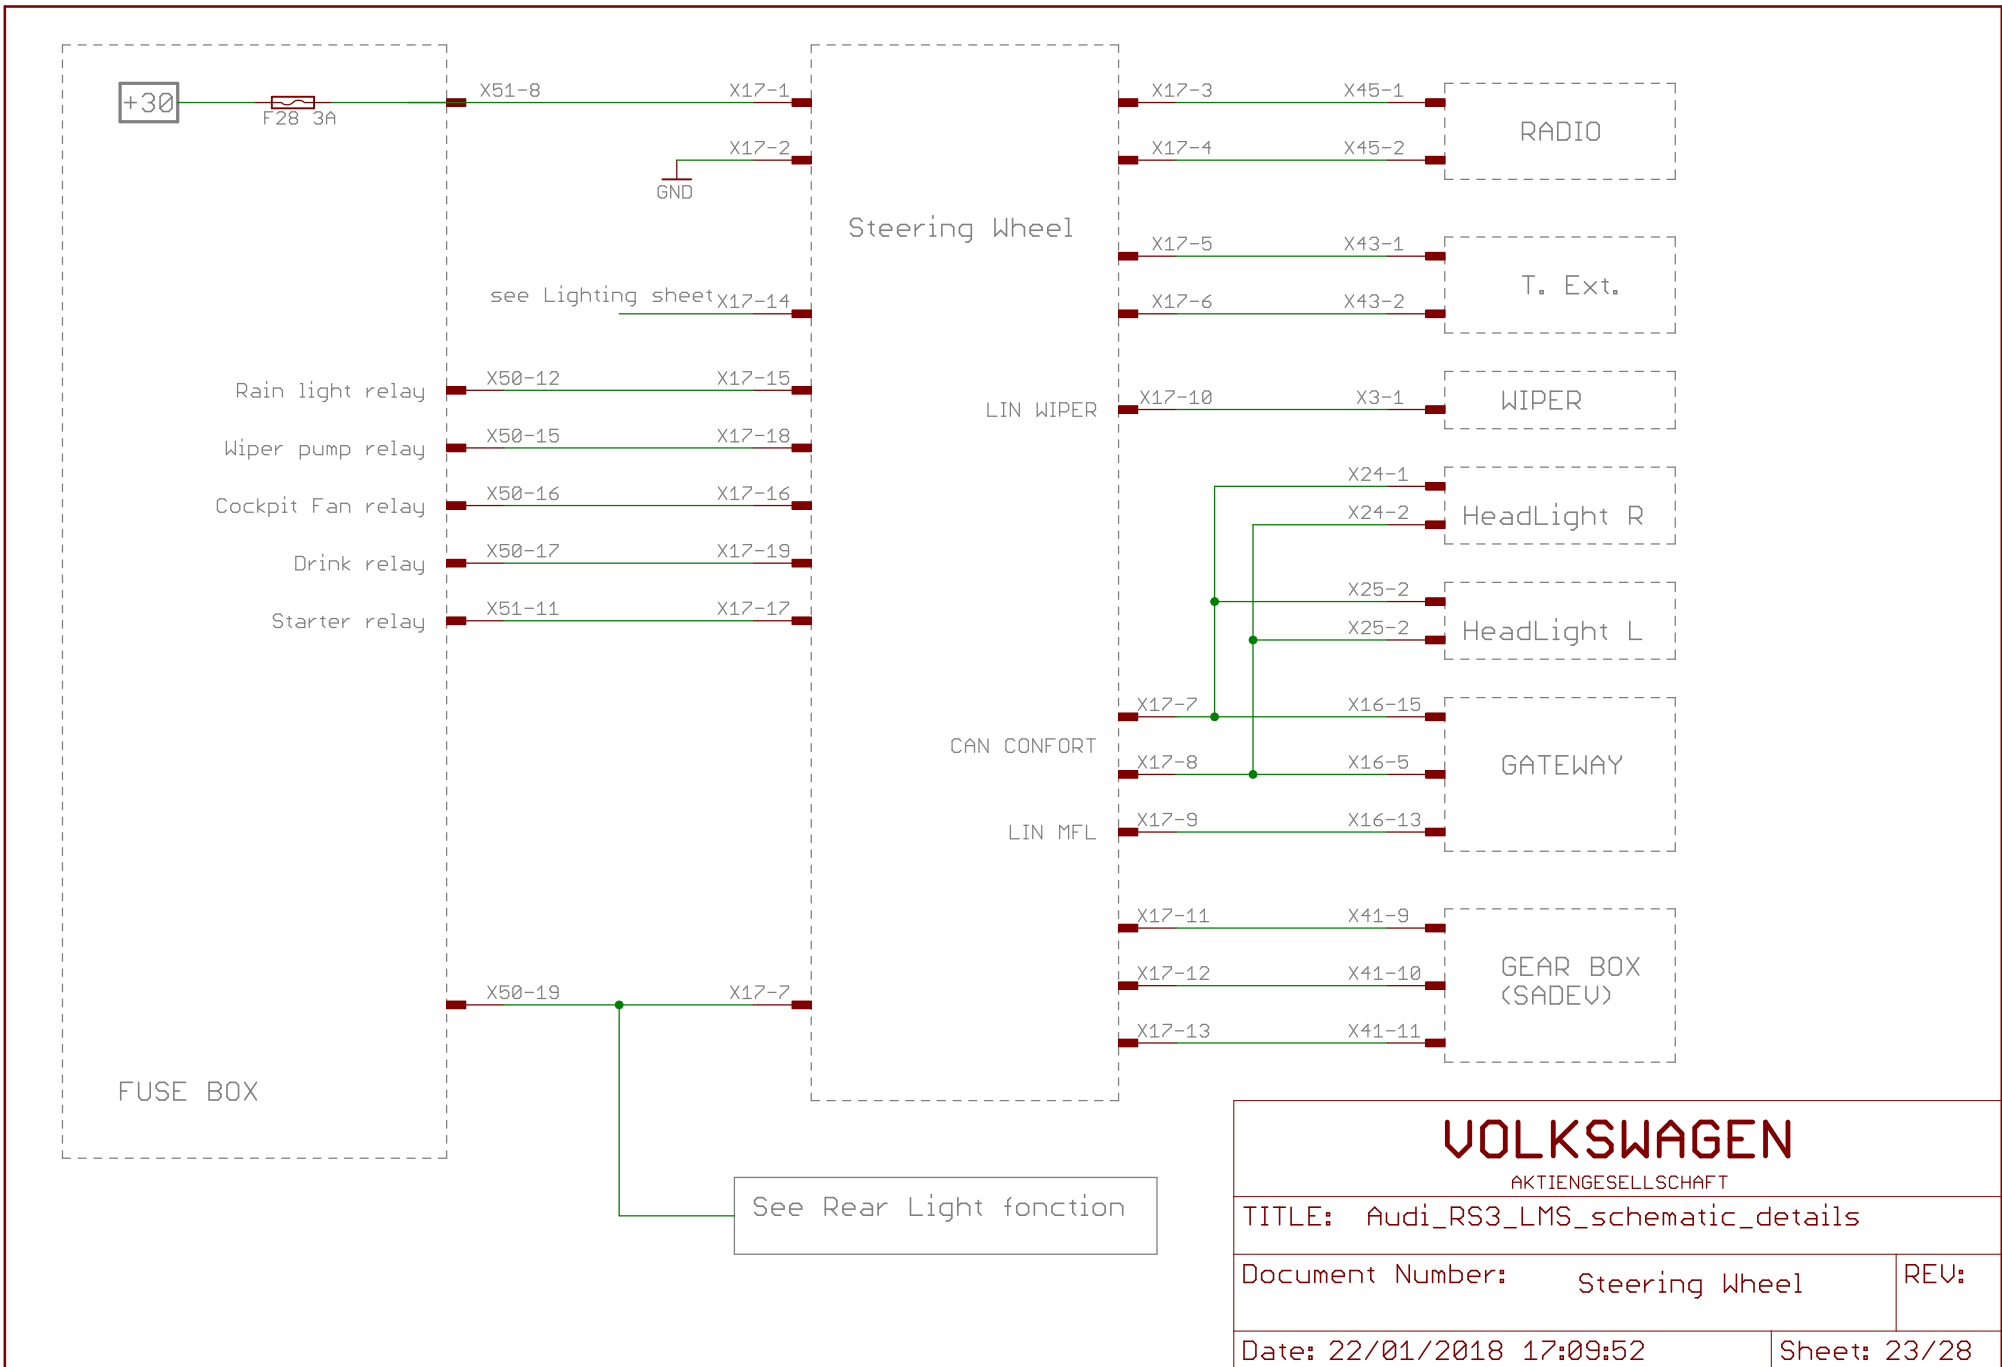 +30
F28 3A
X51-8
X17-1
X17-2
GND
Steering Wheel
see Lighting sheet
X17-14
Rain light relay
X50-12
X17-15
Wiper pump relay
X50-15
X17-18
Cockpit Fan relay
X50-16
X17-16
Drink relay
X50-17
X17-19
Starter relay
X51-11
X17-17
X50-19
X17-7
FUSE BOX
See Rear Light fonction
X17-3
X45-1
RADIO
X17-4
X45-2
X17-5
X43-1
T. Ext.
X17-6
X43-2
LIN WIPER
X17-10
X3-1
WIPER
X24-1
X24-2
HeadLight R
X25-2
X25-2
HeadLight L
X17-7
X16-15
CAN CONFORT
GATEWAY
X17-8
X16-5
LIN MFL
X17-9
X16-13
X17-11
X41-9
X17-12
X41-10
GEAR BOX
(SADEV)
X17-13
X41-11
VOLKSWAGEN
AKTIENGESELLSCHAFT
TITLE: Audi_RS3_LMS_schematic_details
Document Number: Steering Wheel
REV:
Date: 22/01/2018 17:09:52
Sheet: 23/28